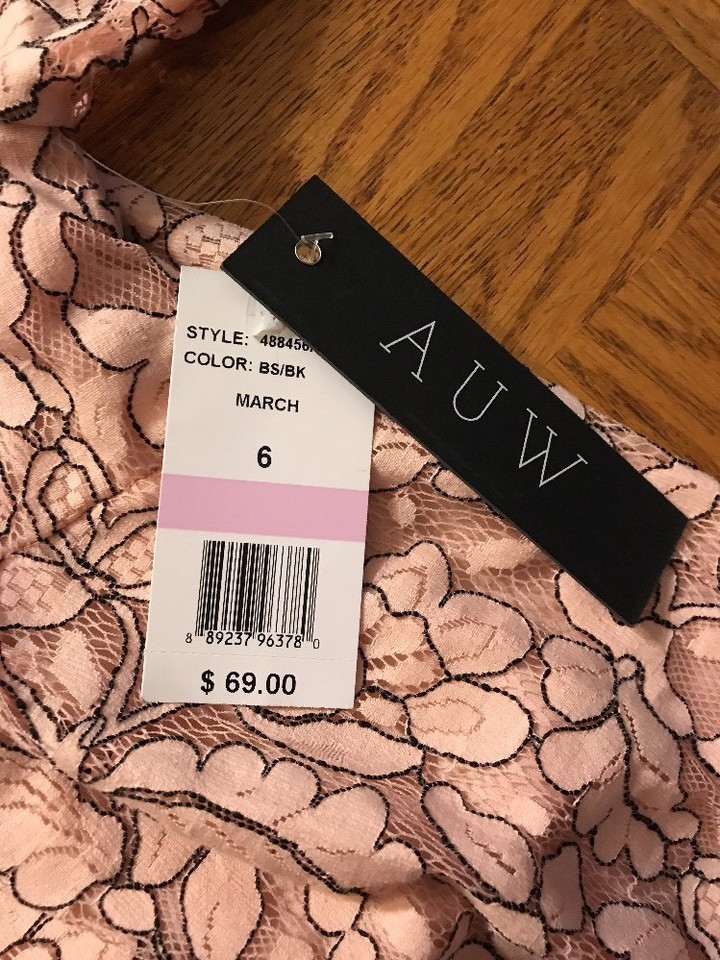 STYLE: 488456
COLOR: BS/BK
MARCH
6
8 89237 96378 0
$ 69.00
AUW